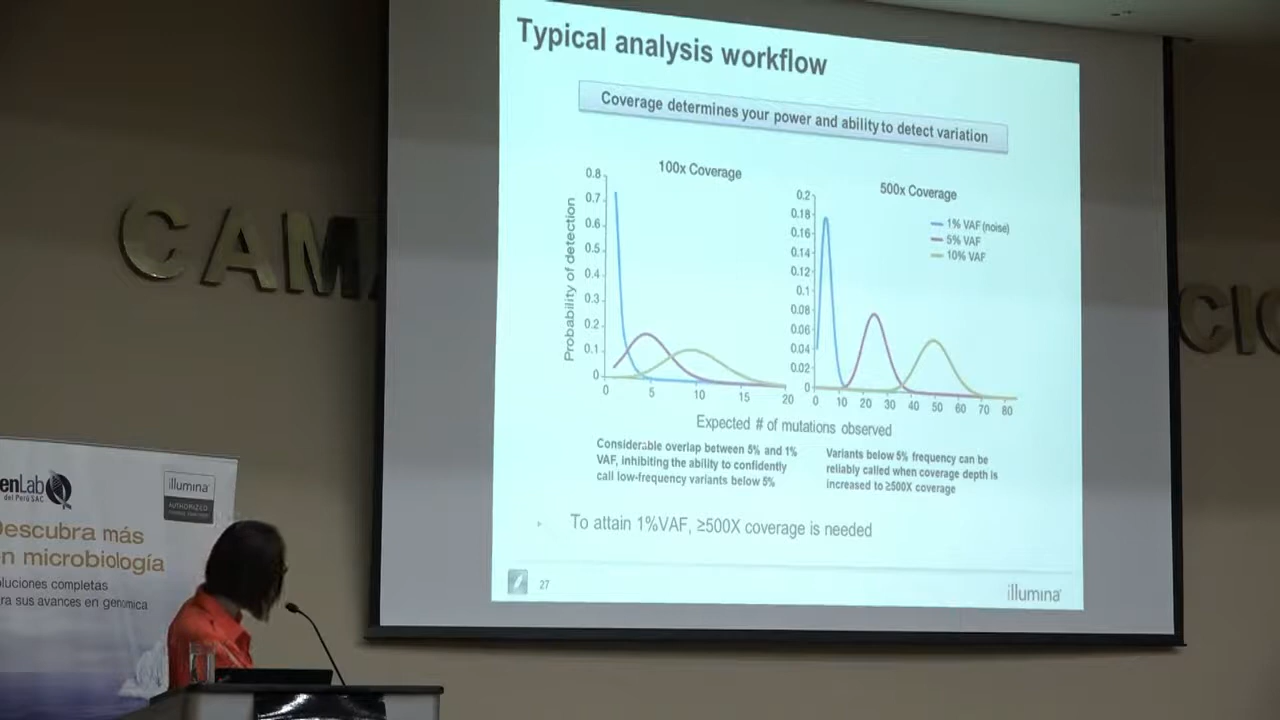 Typical analysis workflow
Coverage determines your power and ability to detect variation
100x Coverage
Probability of detection
0.8
0.7
0.6
0.5
0.4
0.3
0.2
0.1
0
0 5 10 15 20
500x Coverage
0.2
0.18
0.16
0.14
0.12
0.1
0.08
0.06
0.04
0.02
0
0 10 20 30 40 50 60 70 80
1% VAF (noise)
5% VAF
10% VAF
Expected # of mutations observed
Considerable overlap between 5% and 1%
VAF, inhibiting the ability to confidently
call low-frequency variants below 5%
Variants below 5% frequency can be
reliably called when coverage depth is
increased to ≥500X coverage
To attain 1%VAF, ≥500X coverage is needed
27
illumina
CAM
CIO
enLab
del Perú SAC
illumina
AUTHORIZED
Descubra más
en microbiología
oluciones completas
ra sus avances en genómica